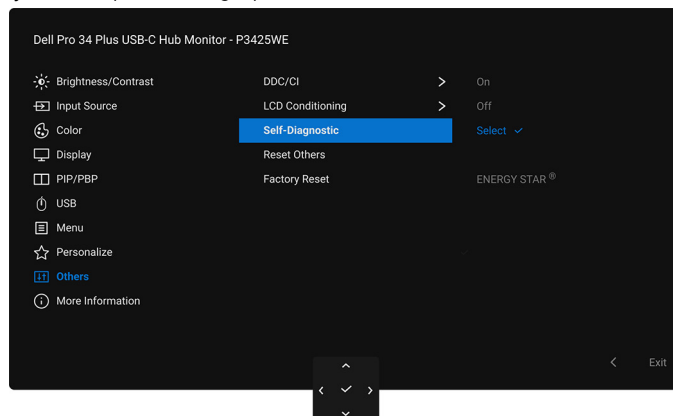 Dell Pro 34 Plus USB-C Hub Monitor - P3425WE
Brightness/Contrast DDC/CI > On
Input Source LCD Conditioning > Off
Color Self-Diagnostic Select ✓
Display Reset Others
PIP/PBP Factory Reset ENERGY STAR ®
USB
Menu
Personalize
Others
More Information
< Exit